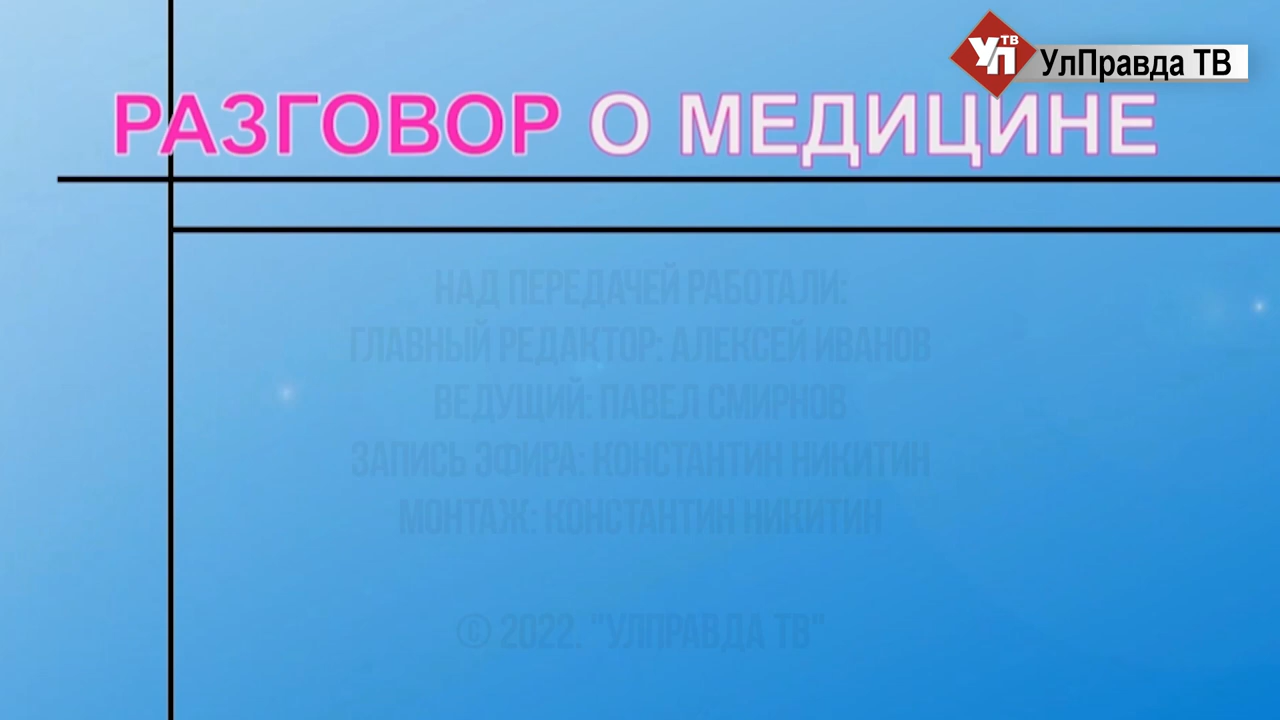 УП ТВ
УлПравда ТВ
РАЗГОВОР О МЕДИЦИНЕ
НАД ПЕРЕДАЧЕЙ РАБОТАЛИ:
ГЛАВНЫЙ РЕДАКТОР: АЛЕКСЕЙ ИВАНОВ
ВЕДУЩИЙ: ПАВЕЛ СМИРНОВ
ЗАПИСЬ ЭФИРА: КОНСТАНТИН НИКИТИН
МОНТАЖ: КОНСТАНТИН НИКИТИН
© 2022. "УЛПРАВДА ТВ"